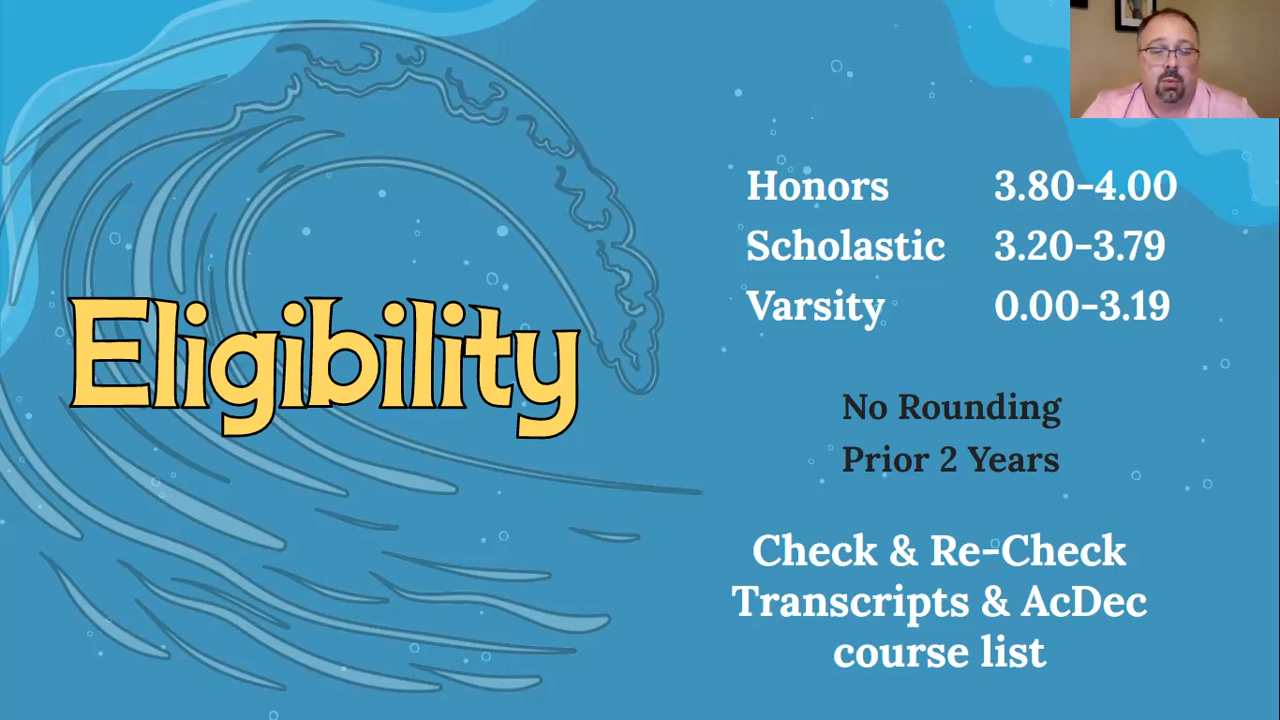 Eligibility
Honors 3.80-4.00
Scholastic 3.20-3.79
Varsity 0.00-3.19
No Rounding
Prior 2 Years
Check & Re-Check
Transcripts & AcDec
course list